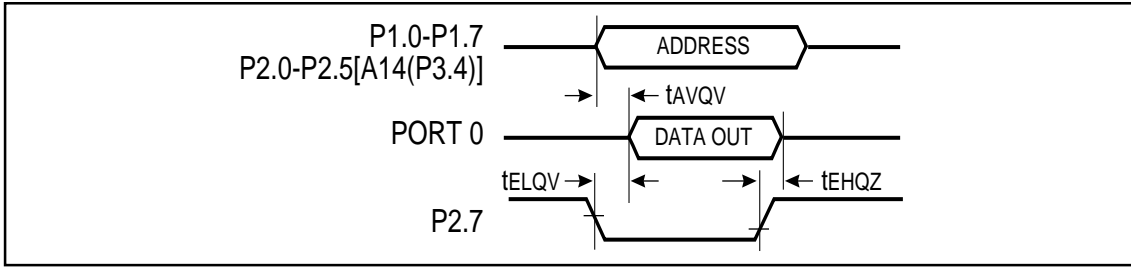 P1.0-P1.7
P2.0-P2.5[A14(P3.4)]
ADDRESS
tAVQV
PORT 0
DATA OUT
tELQV
tEHQZ
P2.7